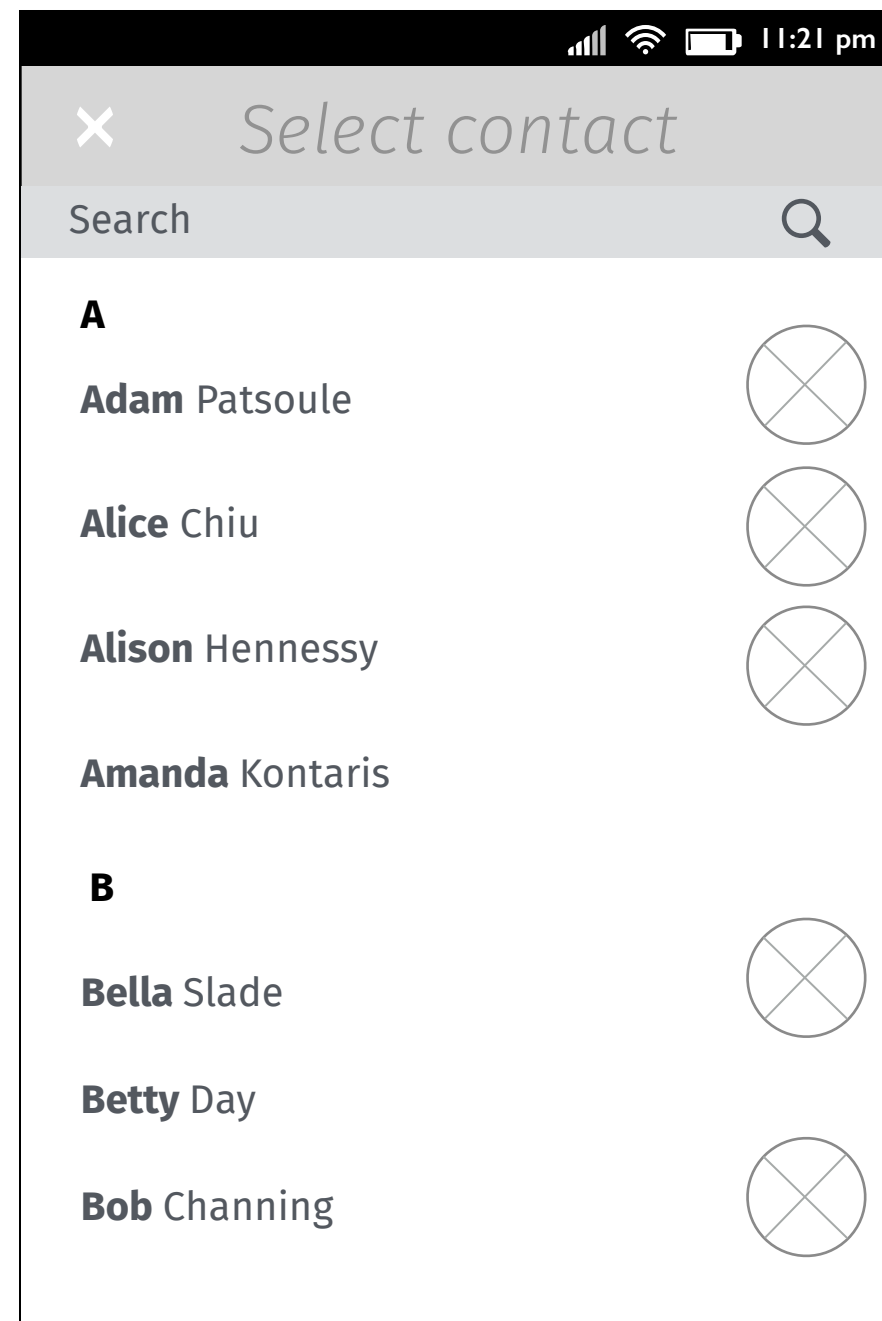 11:21 pm
Select contact
Search
A
Adam Patsoule
Alice Chiu
Alison Hennessy
Amanda Kontaris
B
Bella Slade
Betty Day
Bob Channing